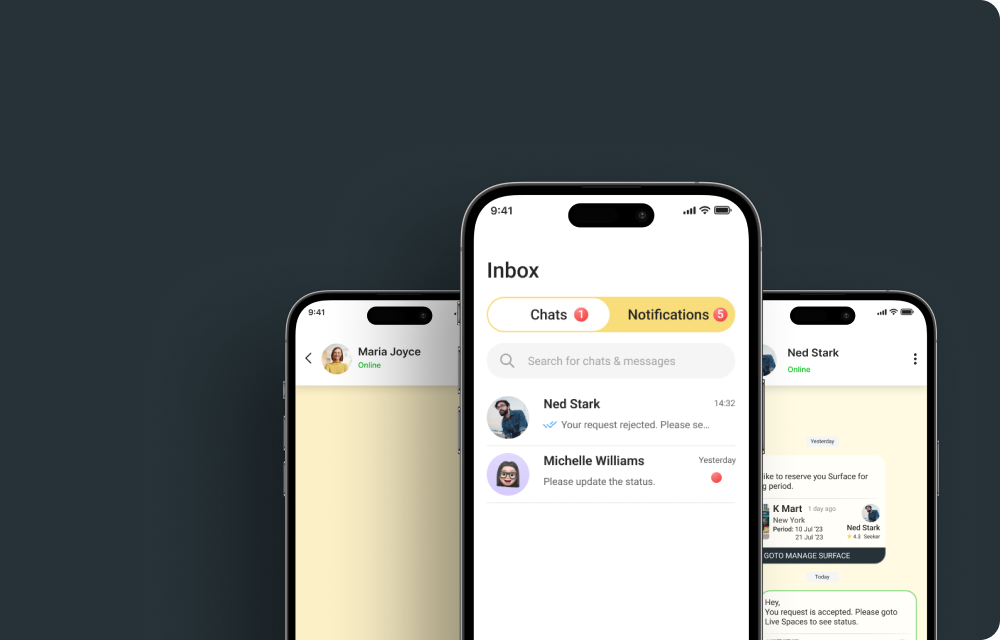 9:41
Maria Joyce
Online
9:41
Inbox
Chats 1
Notifications 5
Search for chats & messages
Ned Stark
14:32
Your request rejected. Please se...
Michelle Williams
Yesterday
Please update the status.
Ned Stark
Online
Yesterday
ike to reserve you Surface for
g period.
K Mart 1 day ago
New York
Period: 10 Jul '23
21 Jul '23
Ned Stark
4.3 Seeker
GOTO MANAGE SURFACE
Today
Hey,
You request is accepted. Please goto
Live Spaces to see status.